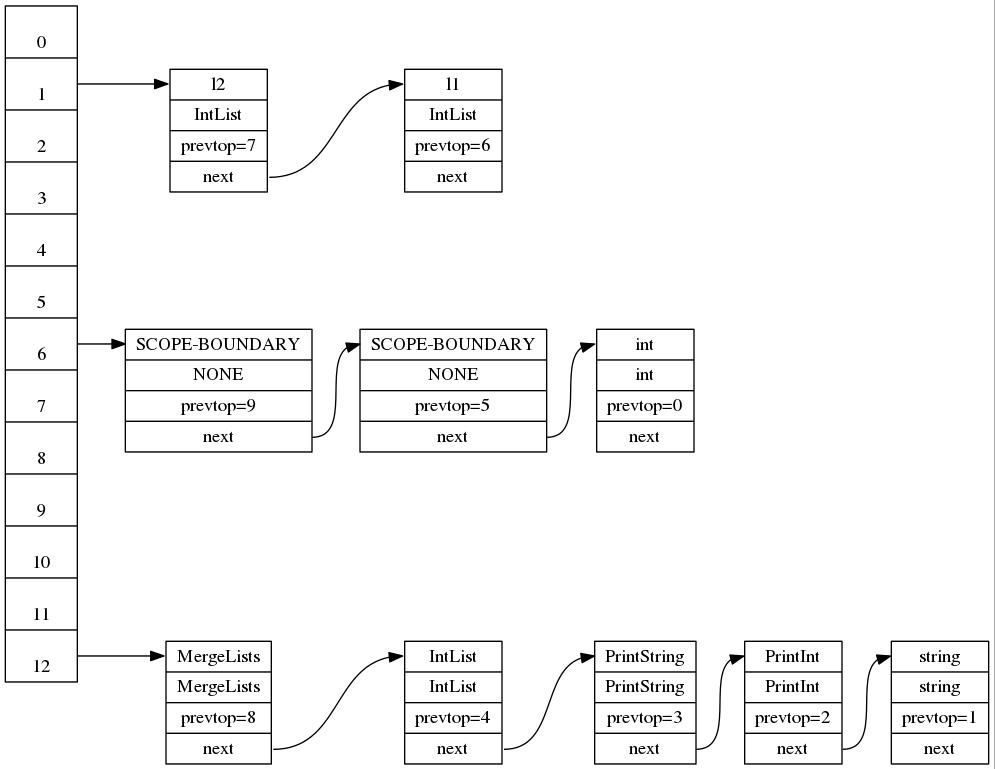 0
1
2
3
4
5
6
7
8
9
10
11
12
l2
IntList
prevtop=7
next
l1
IntList
prevtop=6
next
SCOPE-BOUNDARY
NONE
prevtop=9
next
SCOPE-BOUNDARY
NONE
prevtop=5
next
int
int
prevtop=0
next
MergeLists
MergeLists
prevtop=8
next
IntList
IntList
prevtop=4
next
PrintString
PrintString
prevtop=3
next
PrintInt
PrintInt
prevtop=2
next
string
string
prevtop=1
next